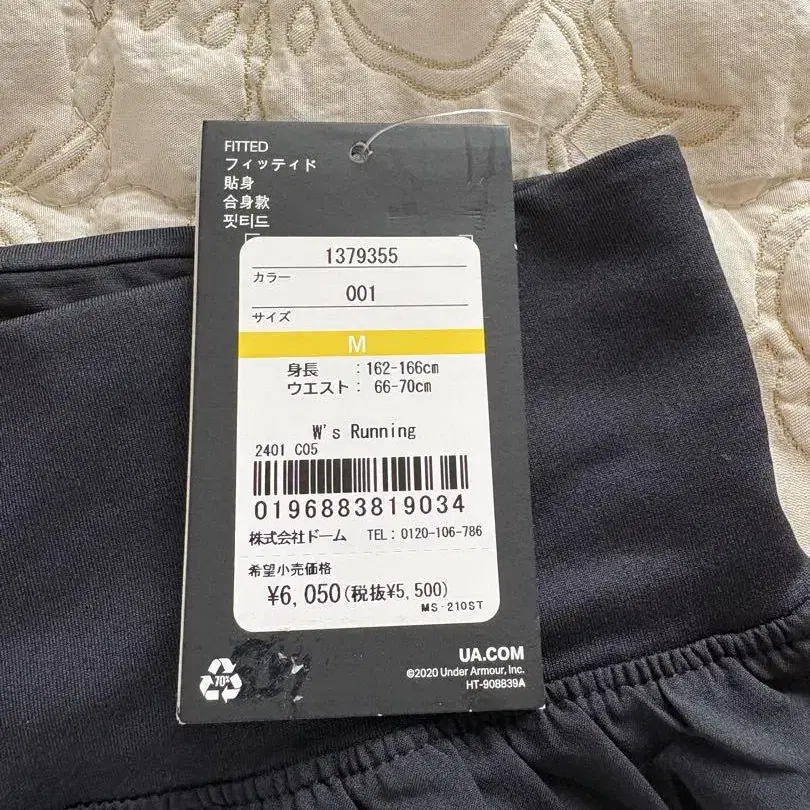 FITTED
フィッティド
貼身
合身款
핏티드
1379355
カラー
001
サイズ
M
身長 :162-166cm
ウエスト: 66-70cm
W's Running
2401 C05
0196883819034
株式会社ドーム TEL: 0120-106-786
希望小売価格
¥6,050(税抜¥5,500)
MS-210ST
70%
UA.COM
©2020 Under Armour, Inc.
HT-908839A